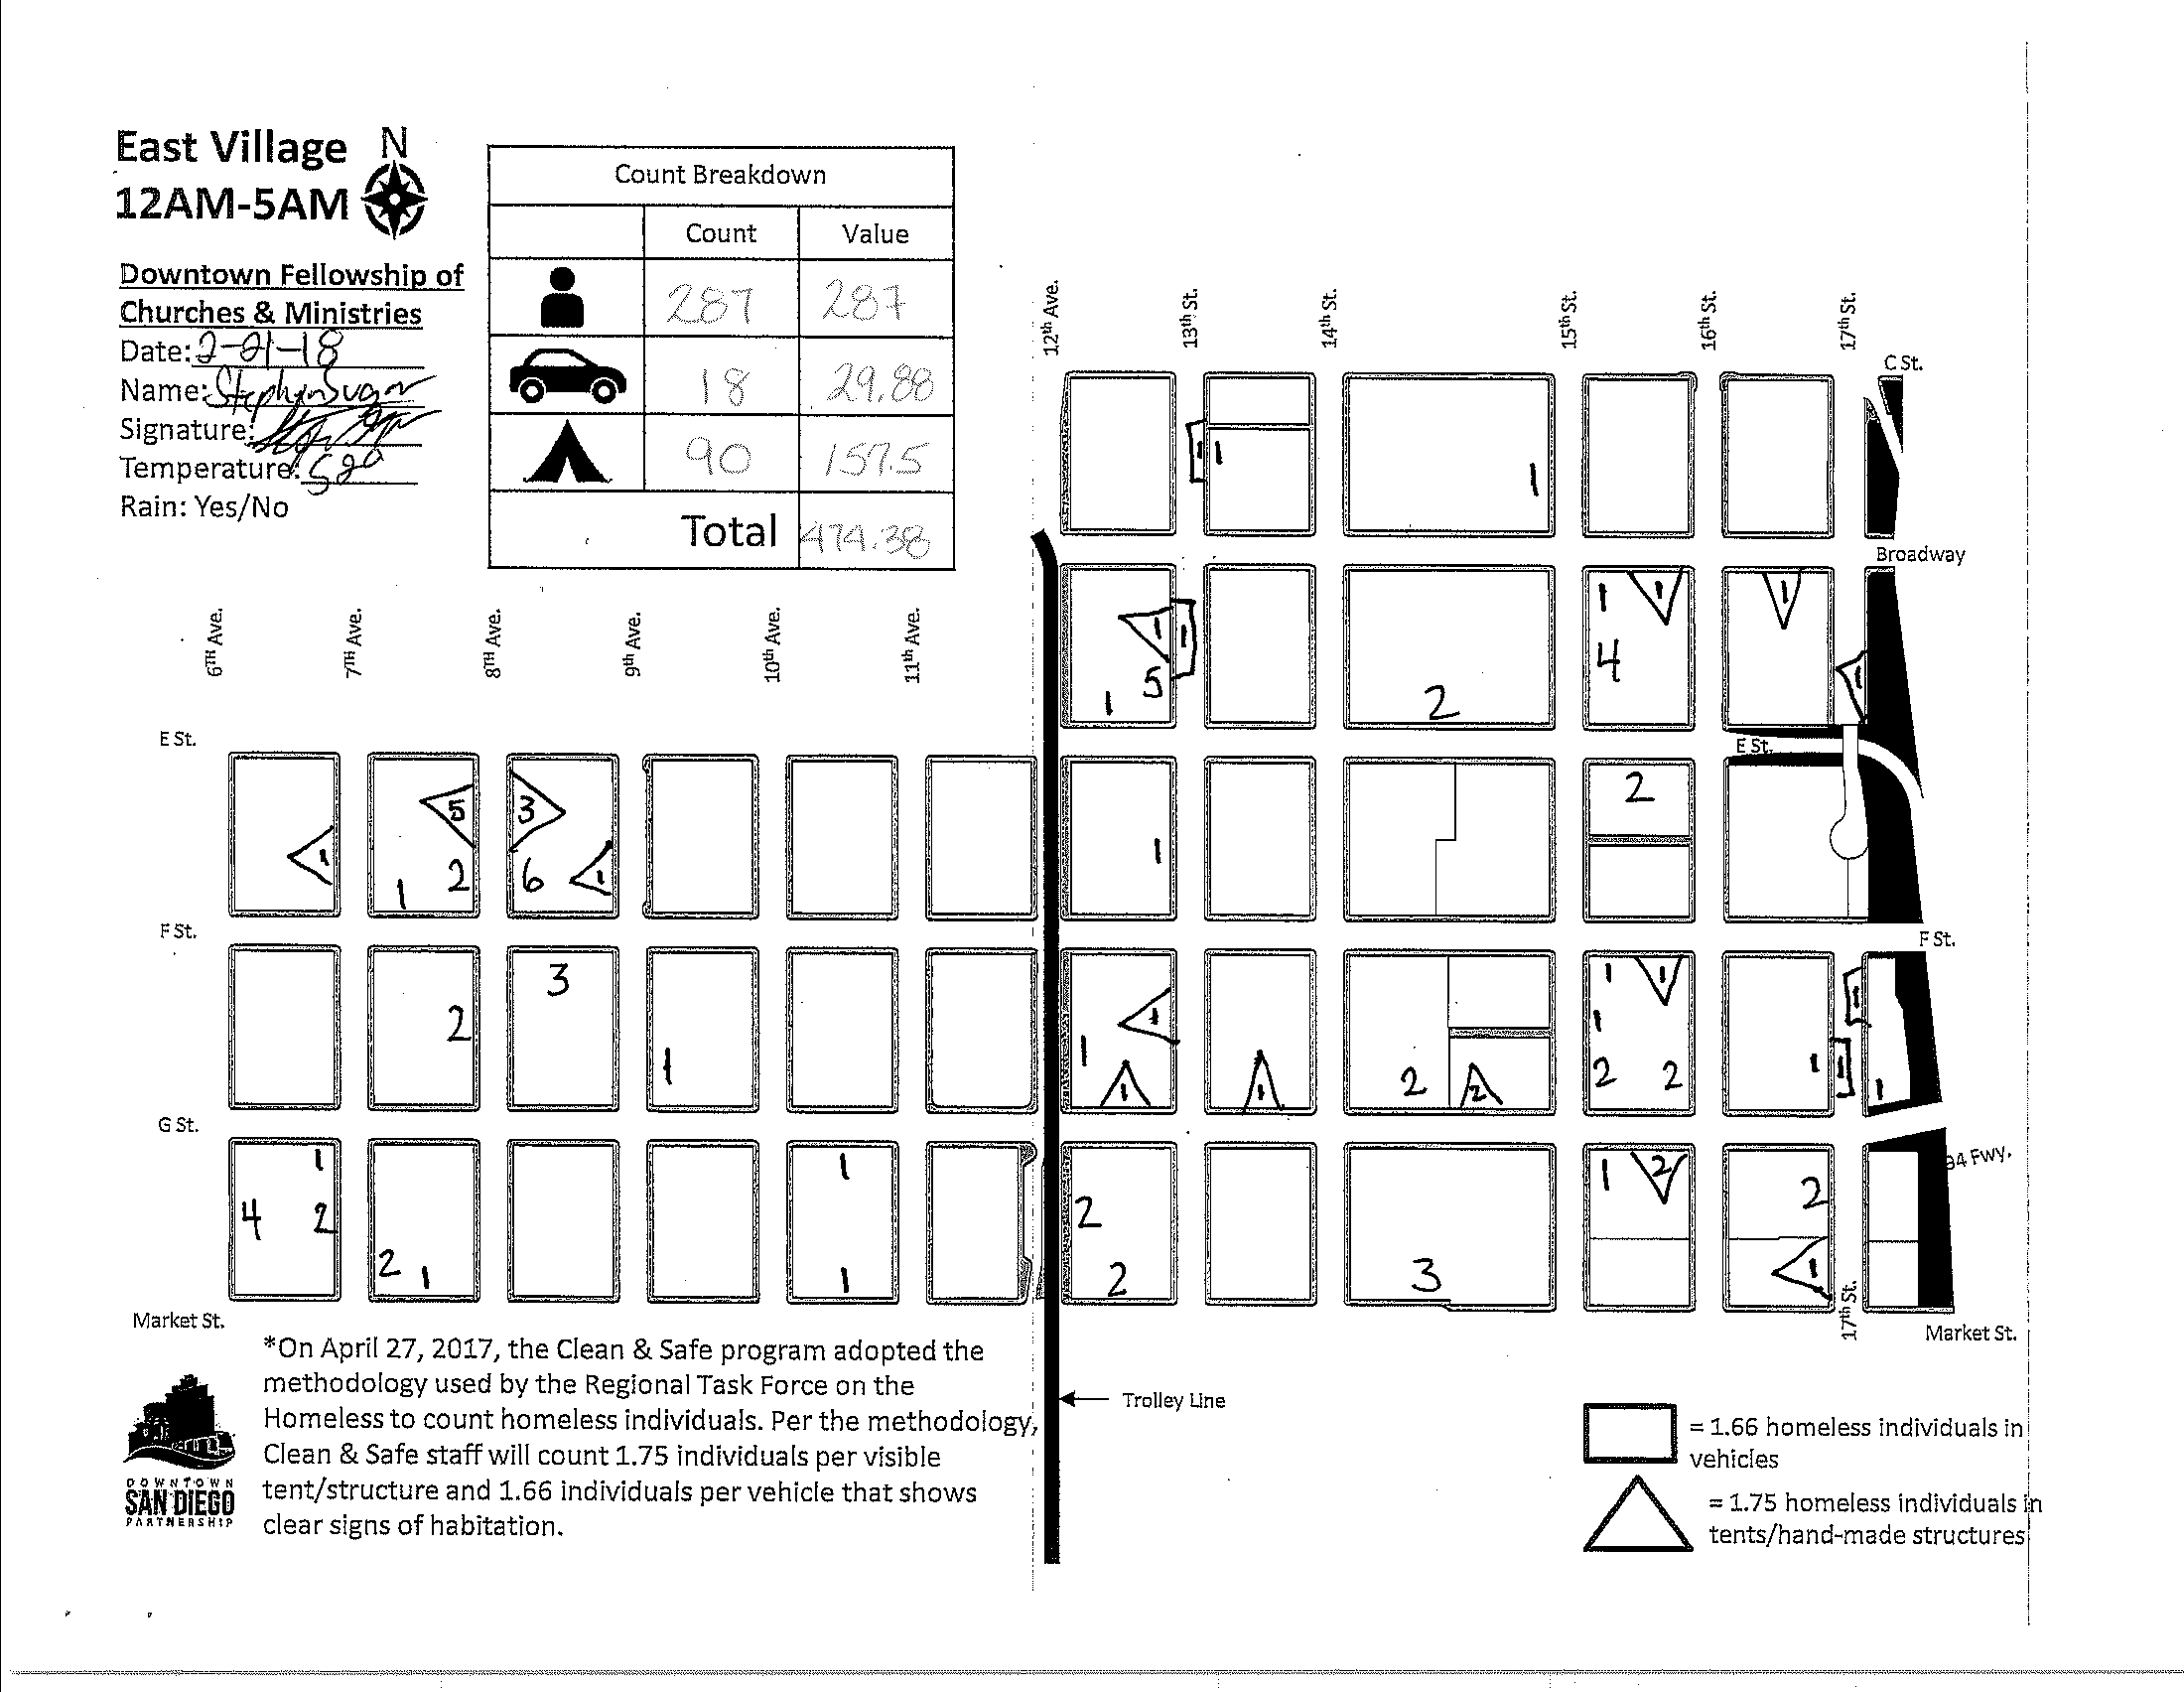 East Village N
12AM-5AM
Downtown Fellowship of
Churches & Ministries
Date: 2-21-18
Name: Stephen Sugar
Signature:
Temperature: 58°
Rain: Yes/No
Count Breakdown
Count Value
287 287
18 29.88
90 157.5
Total 474.38
12th Ave. 13th St. 14th St. 15th St. 16th St. 17th St.
C St.
1 1
1
Broadway
1 1 1
1 1
4
1
5
1 2
6TH Ave. 7TH Ave. 8TH Ave. 9th Ave. 10th Ave. 11th Ave.
E St.
E St.
5 3 2
1 1
1 2 6 1
F St.
F St.
3 1 1
1
2 1 1
1 1 1
1 1 2 2 2 2 1
1
G St.
94 Fwy.
1 1 1 2
4 2 2 2
2 1 1 2 3 1
17th St.
Market St.
Market St.
*On April 27, 2017, the Clean & Safe program adopted the
methodology used by the Regional Task Force on the
Homeless to count homeless individuals. Per the methodology,
Clean & Safe staff will count 1.75 individuals per visible
tent/structure and 1.66 individuals per vehicle that shows
clear signs of habitation.
Trolley Line
= 1.66 homeless individuals in
vehicles
= 1.75 homeless individuals in
tents/hand-made structures
DOWNTOWN
SAN DIEGO
PARTNERSHIP